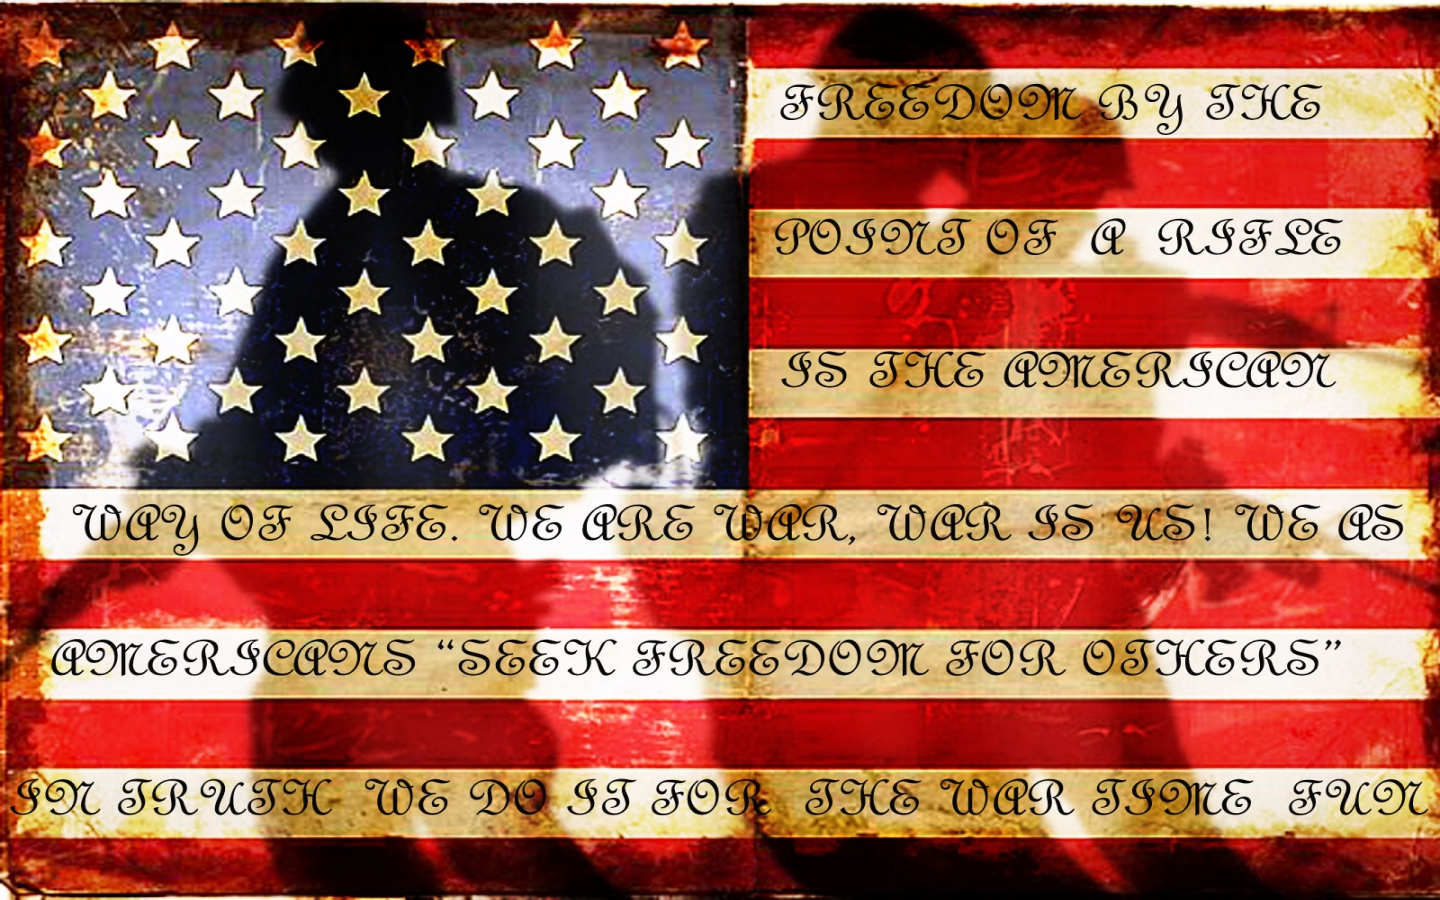 FREEDOM BY THE
POINT OF A RIFLE
IS THE AMERICAN
WAY OF LIFE. WE ARE WAR, WAR IS US! WE AS
AMERICANS “SEEK FREEDOM FOR OTHERS”
IN TRUTH WE DO IT FOR THE WAR TIME FUN